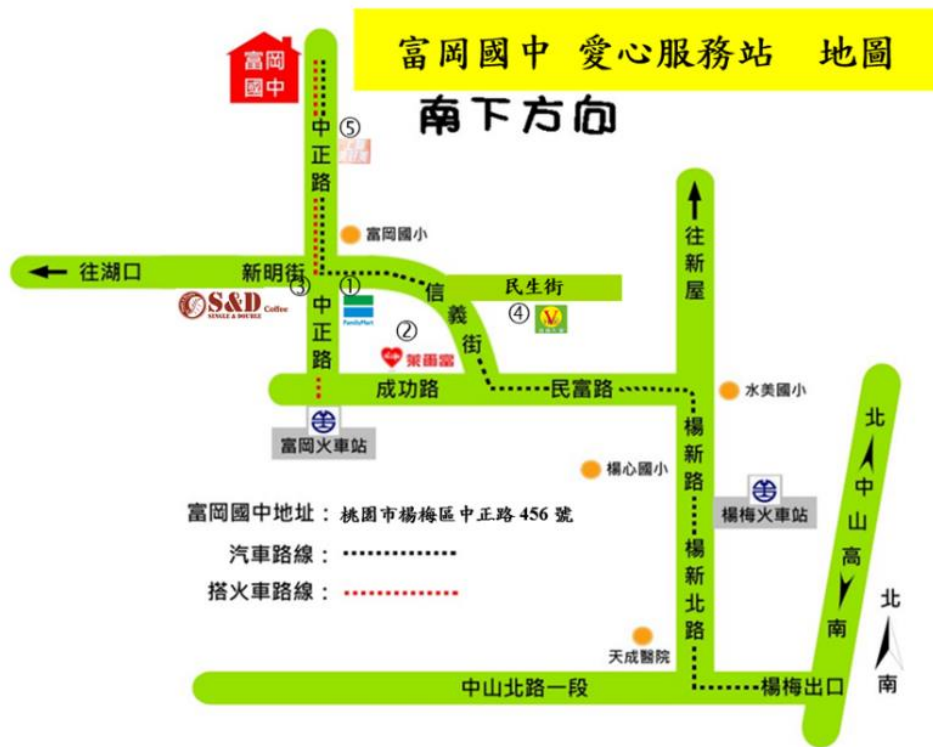 富岡國中 愛心服務站 地圖
南下方向
富岡
國中
⑤
中正路
富岡國小
往新屋
往湖口
新明街
③
①
信義街
民生街
S&D Coffee
SINGLE & DOUBLE
中正路
FamilyMart
②
④
萊爾富
成功路
民富路
水美國小
富岡火車站
楊新路
楊心國小
北
中山高
南
楊梅火車站
富岡國中地址：桃園市楊梅區中正路 456 號
汽車路線：
搭火車路線：
楊新北路
北
南
天成醫院
中山北路一段
楊梅出口